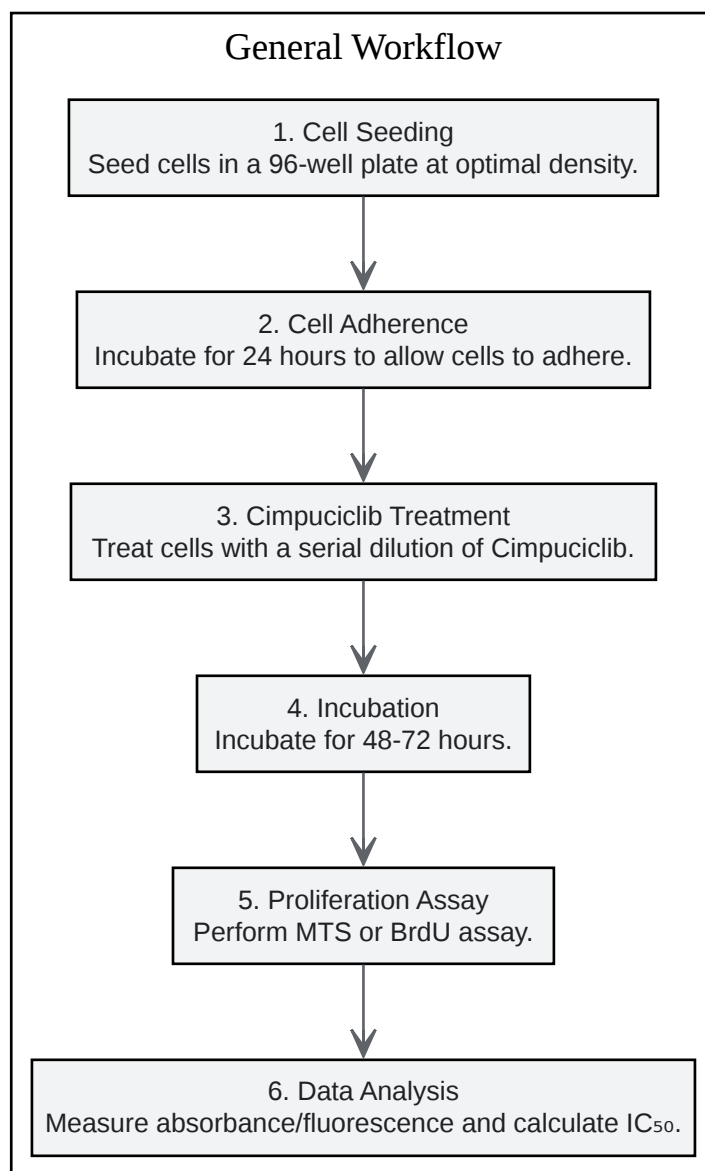 General Workflow
1. Cell Seeding
Seed cells in a 96-well plate at optimal density.
2. Cell Adherence
Incubate for 24 hours to allow cells to adhere.
3. Cimpuciclib Treatment
Treat cells with a serial dilution of Cimpuciclib.
4. Incubation
Incubate for 48-72 hours.
5. Proliferation Assay
Perform MTS or BrdU assay.
6. Data Analysis
Measure absorbance/fluorescence and calculate IC₅₀.